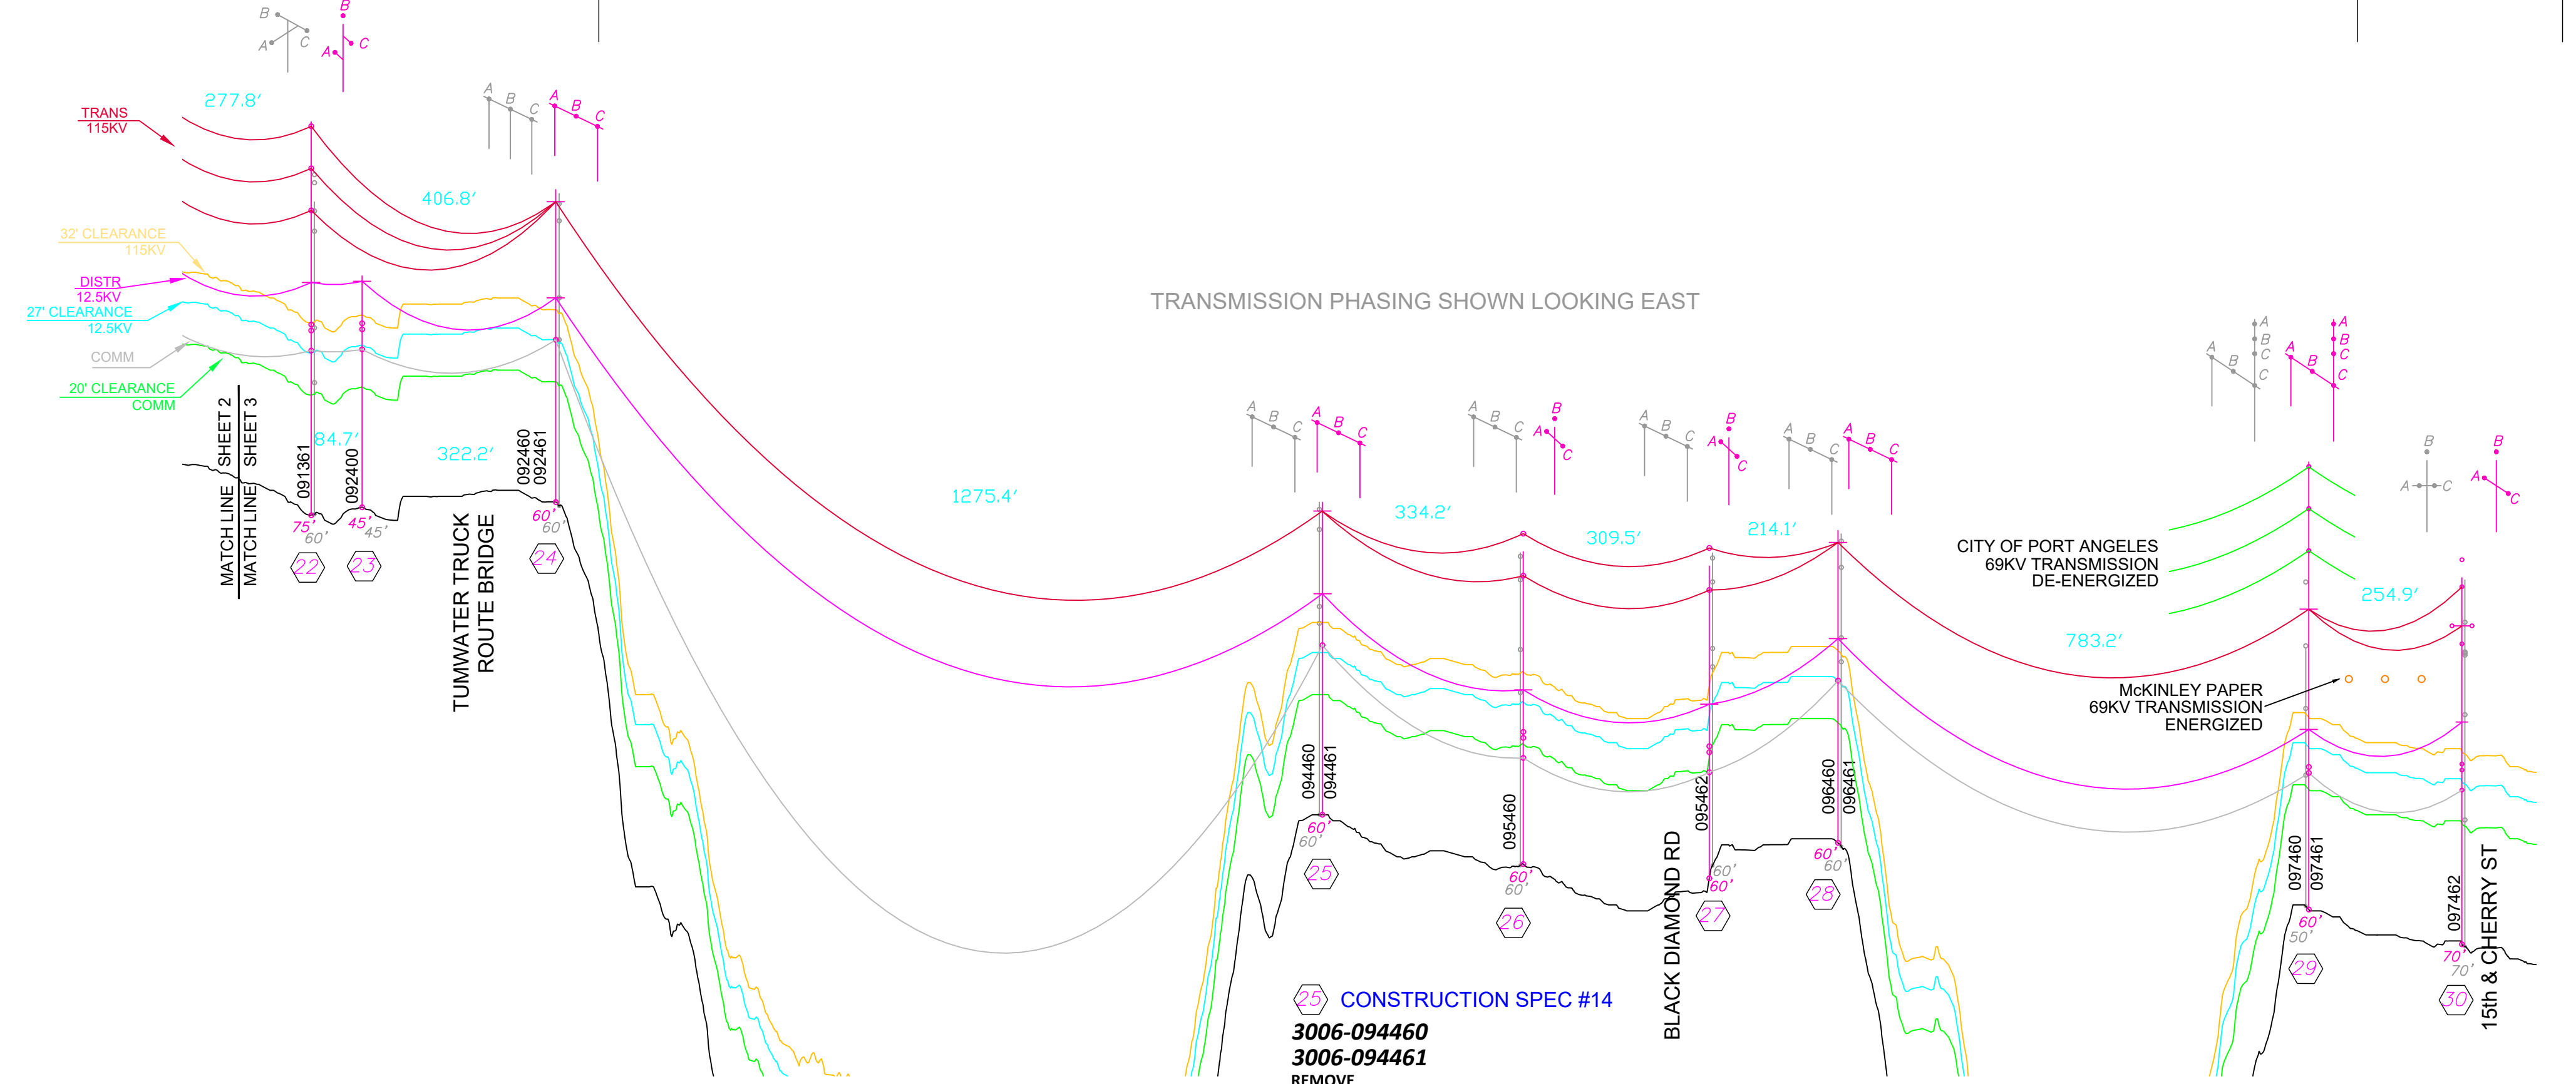 B
A
C
B
A
C
277.8'
TRANS
115KV
A
B
C
A
B
C
406.8'
32' CLEARANCE
115KV
DISTR
12.5KV
27' CLEARANCE
12.5KV
COMM
20' CLEARANCE
COMM
MATCH LINE SHEET 2
MATCH LINE SHEET 3
091361
84.7'
092400
322.2'
092460
092461
75'
60'
45'
45'
60'
60'
22
23
24
TUMWATER TRUCK
ROUTE BRIDGE
TRANSMISSION PHASING SHOWN LOOKING EAST
1275.4'
A
B
C
A
B
C
334.2'
A
B
C
B
A
C
309.5'
A
B
C
B
A
C
214.1'
A
B
C
A
B
C
094460
094461
60'
60'
25
095460
60'
60'
26
BLACK DIAMOND RD
095462
60'
60'
27
096460
096461
60'
60'
28
783.2'
A
A
B
C
C
B
A
A
B
C
C
B
CITY OF PORT ANGELES
69KV TRANSMISSION
DE-ENERGIZED
254.9'
B
A
C
B
A
C
McKINLEY PAPER
69KV TRANSMISSION
ENERGIZED
097460
097461
60'
50'
29
097462
70'
70'
30
15th & CHERRY ST
25 CONSTRUCTION SPEC #14
3006-094460
3006-094461
REMOVE